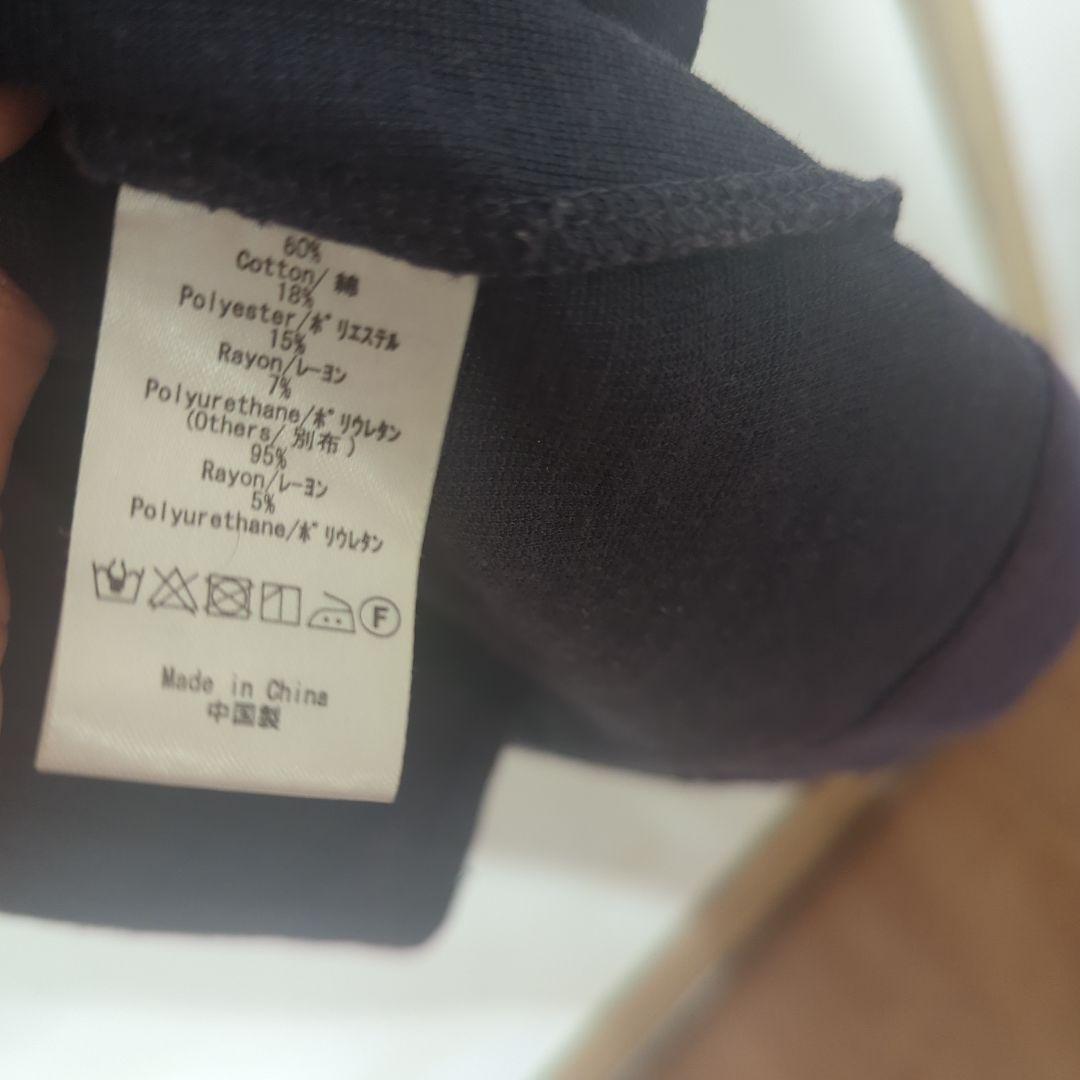 60%
Cotton/綿
18%
Polyester/ポリエステル
15%
Rayon/レーヨン
7%
Polyurethane/ポリウレタン
(Others/別布)
95%
Rayon/レーヨン
5%
Polyurethane/ポリウレタン
F
Made in China
中国製